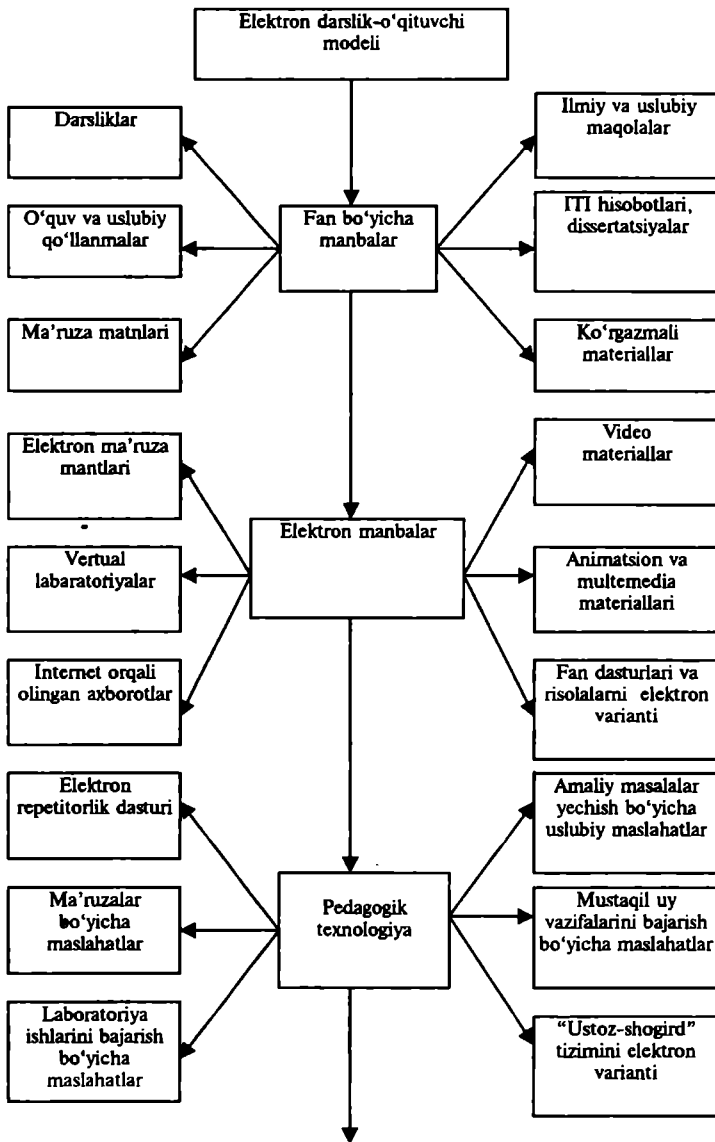 Elektron darslik-o‘qituvchi
modeli
Darsliklar
Ilmiy va uslubiy
maqolalar
O‘quv va uslubiy
qo‘llanmalar
Fan bo‘yicha
manbalar
ITI hisobotlari,
dissertatsiyalar
Ma’ruza matnlari
Ko‘rgazmali
materiallar
Elektron ma’ruza
mantlari
Video
materiallar
Elektron manbalar
Vertual
labaratoriyalar
Animatsion va
multemedia
materiallari
Internet orqali
olingan axborotlar
Fan dasturlari va
risolalarni elektron
varianti
Elektron
repetitorlik dasturi
Amaliy masalalar
yechish bo‘yicha
uslubiy maslahatlar
Pedagogik
texnologiya
Ma’ruzalar
bo‘yicha
maslahatlar
Mustaqil uy
vazifalarini bajarish
bo‘yicha maslahatlar
Laboratoriya
ishlarini bajarish
bo‘yicha
maslahatlar
“Ustoz-shogird”
tizimini elektron
varianti